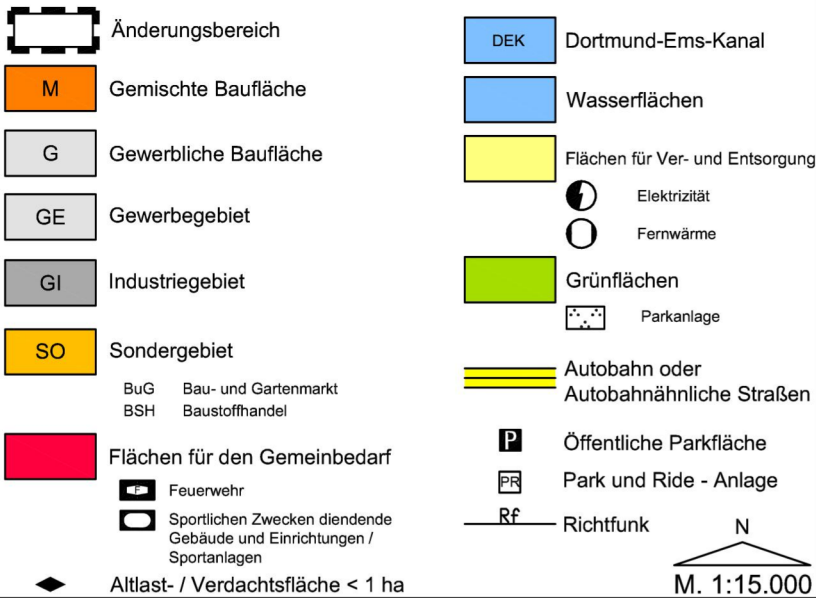 Änderungsbereich
M Gemischte Baufläche
G Gewerbliche Baufläche
GE Gewerbegebiet
GI Industriegebiet
SO Sondergebiet
BuG Bau- und Gartenmarkt
BSH Baustoffhandel
Flächen für den Gemeinbedarf
F Feuerwehr
Sportlichen Zwecken diendende
Gebäude und Einrichtungen /
Sportanlagen
Altlast- / Verdachtsfläche < 1 ha
DEK Dortmund-Ems-Kanal
Wasserflächen
Flächen für Ver- und Entsorgung
Elektrizität
Fernwärme
Grünflächen
Parkanlage
Autobahn oder
Autobahnähnliche Straßen
P Öffentliche Parkfläche
PR Park und Ride - Anlage
Rf Richtfunk
N
M. 1:15.000